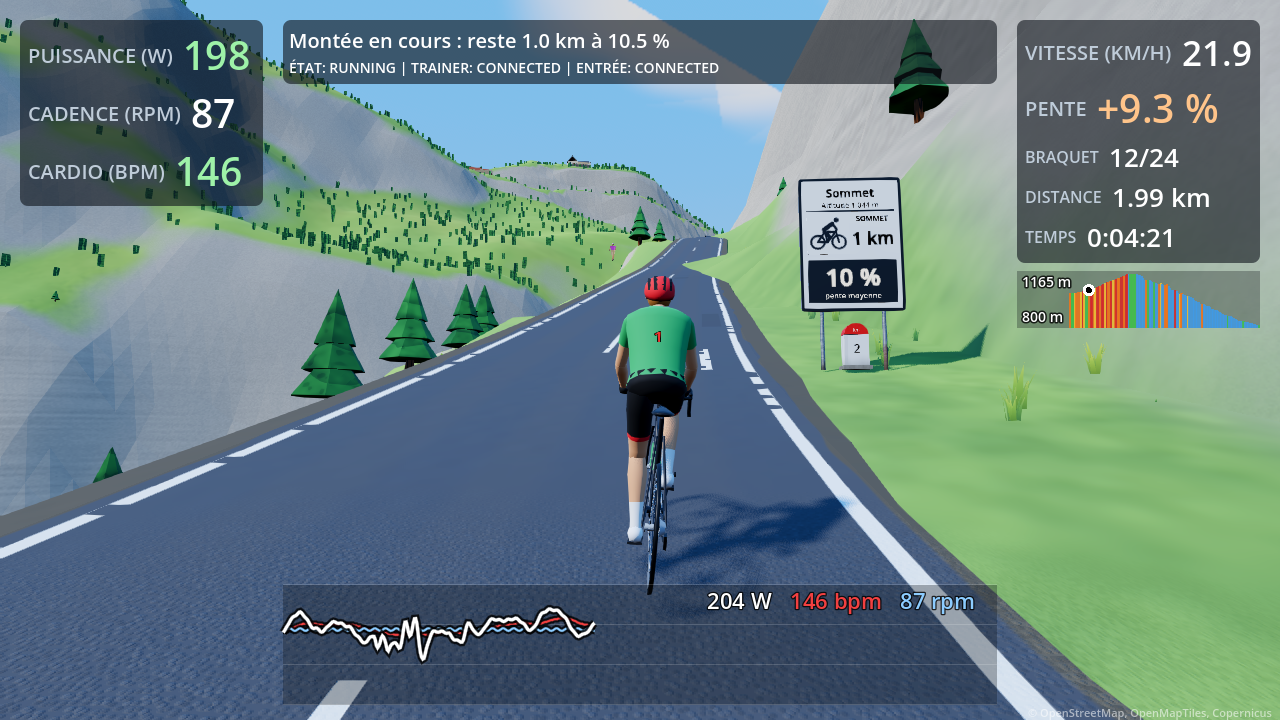 PUISSANCE (W) 198
CADENCE (RPM) 87
CARDIO (BPM) 146
Montée en cours : reste 1.0 km à 10.5 %
ÉTAT: RUNNING | TRAINER: CONNECTED | ENTRÉE: CONNECTED
VITESSE (KM/H) 21.9
PENTE +9.3 %
BRAQUET 12/24
DISTANCE 1.99 km
TEMPS 0:04:21
1165 m
800 m
Sommet
SOMMET
1 km
10 %
pente moyenne
2
1
204 W 146 bpm 87 rpm
© OpenStreetMap, OpenMapTiles, Copernicus